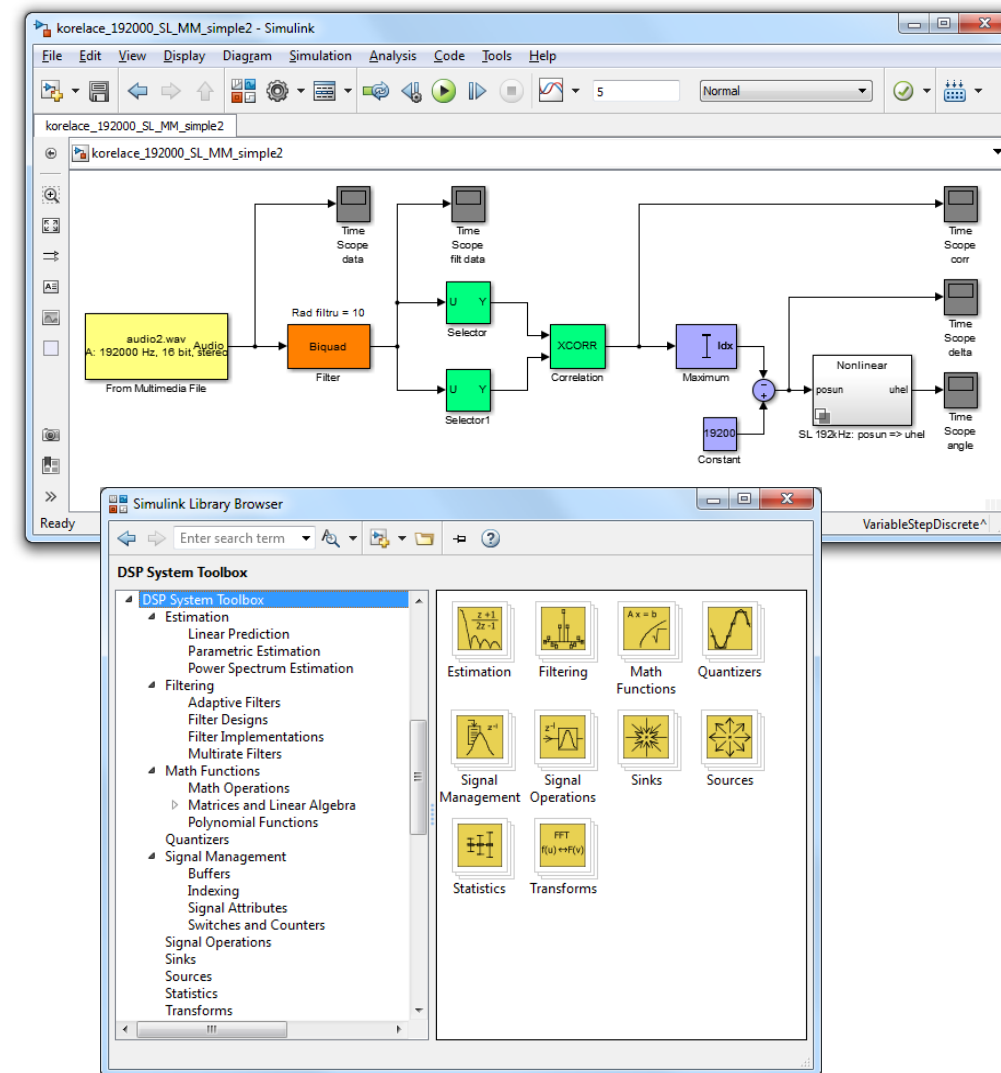 korelace_192000_SL_MM_simple2 - Simulink
File Edit View Display Diagram Simulation Analysis Code Tools Help
5 Normal
korelace_192000_SL_MM_simple2
korelace_192000_SL_MM_simple2
Time
Scope
data
Time
Scope
filt data
Time
Scope
corr
audio2.wav
A: 192000 Hz, 16 bit, stereo
Audio
From Multimedia File
Rad filtru = 10
Biquad
Filter
U Y
Selector
U Y
Selector1
XCORR
Correlation
Idx
Maximum
19200
Constant
Time
Scope
delta
Nonlinear
posun uhel
SL 192kHz: posun => uhel
Time
Scope
angle
Ready
VariableStepDiscrete^
Simulink Library Browser
Enter search term
DSP System Toolbox
DSP System Toolbox
Estimation
Linear Prediction
Parametric Estimation
Power Spectrum Estimation
Filtering
Adaptive Filters
Filter Designs
Filter Implementations
Multirate Filters
Math Functions
Math Operations
Matrices and Linear Algebra
Polynomial Functions
Quantizers
Signal Management
Buffers
Indexing
Signal Attributes
Switches and Counters
Signal Operations
Sinks
Sources
Statistics
Transforms
z +1
2z -1
Estimation
Filtering
A x = b
Math
Functions
Quantizers
z⁻¹
Signal
Management
z⁻¹
Signal
Operations
Sinks
Sources
Statistics
FFT
f(u)⇔F(v)
Transforms